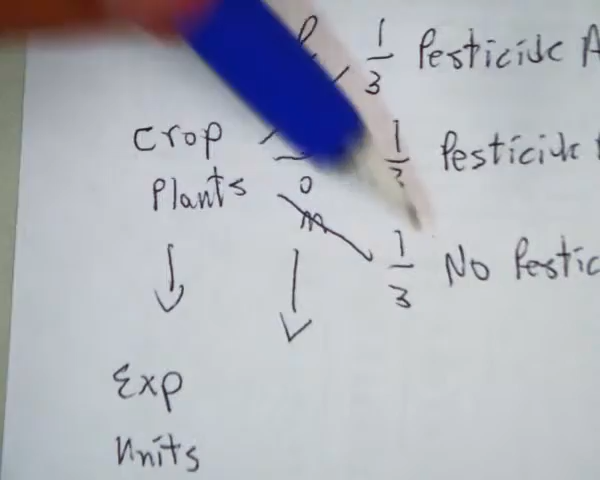 1/3 Pesticide A
Crop
1/3 Pesticide
Plants
o
m
1/3 No Pestic
Exp
Units